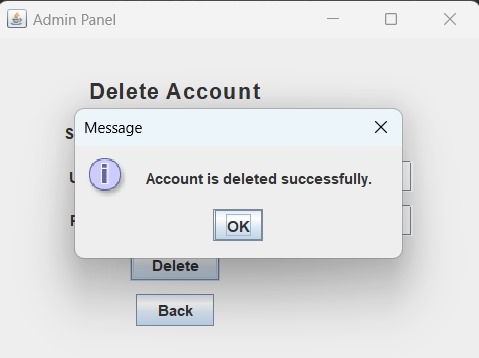 Admin Panel
Delete Account
Message
Account is deleted successfully.
OK
Delete
Back